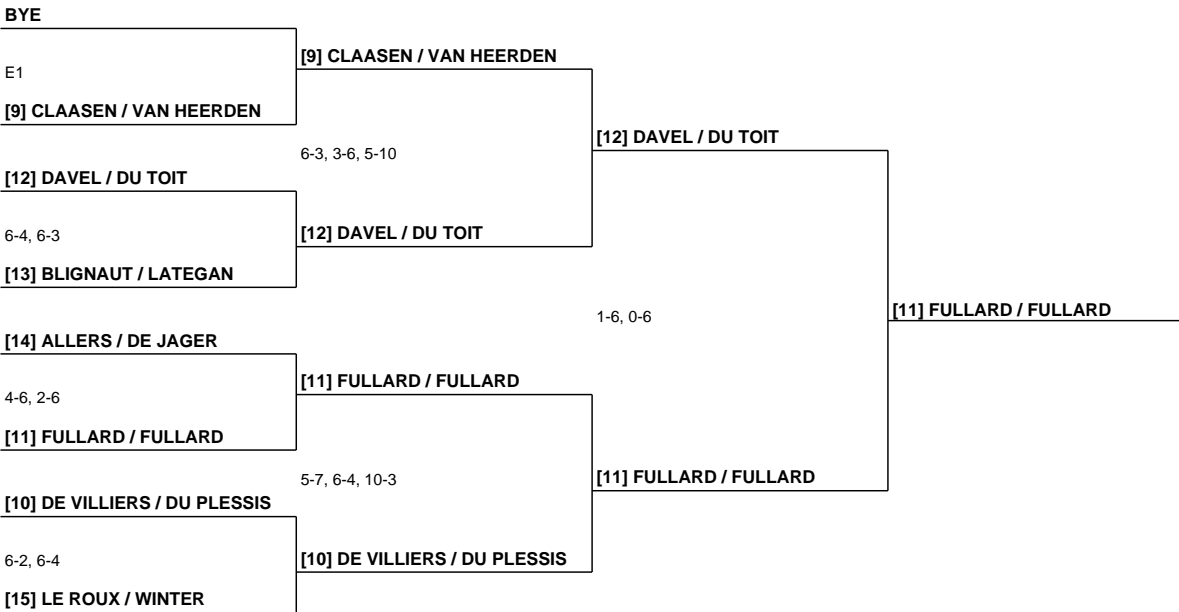 BYE
[9] CLAASEN / VAN HEERDEN
E1
[9] CLAASEN / VAN HEERDEN
[12] DAVEL / DU TOIT
6-3, 3-6, 5-10
[12] DAVEL / DU TOIT
6-4, 6-3
[12] DAVEL / DU TOIT
[13] BLIGNAUT / LATEGAN
1-6, 0-6
[11] FULLARD / FULLARD
[14] ALLERS / DE JAGER
[11] FULLARD / FULLARD
4-6, 2-6
[11] FULLARD / FULLARD
5-7, 6-4, 10-3
[11] FULLARD / FULLARD
[10] DE VILLIERS / DU PLESSIS
6-2, 6-4
[10] DE VILLIERS / DU PLESSIS
[15] LE ROUX / WINTER